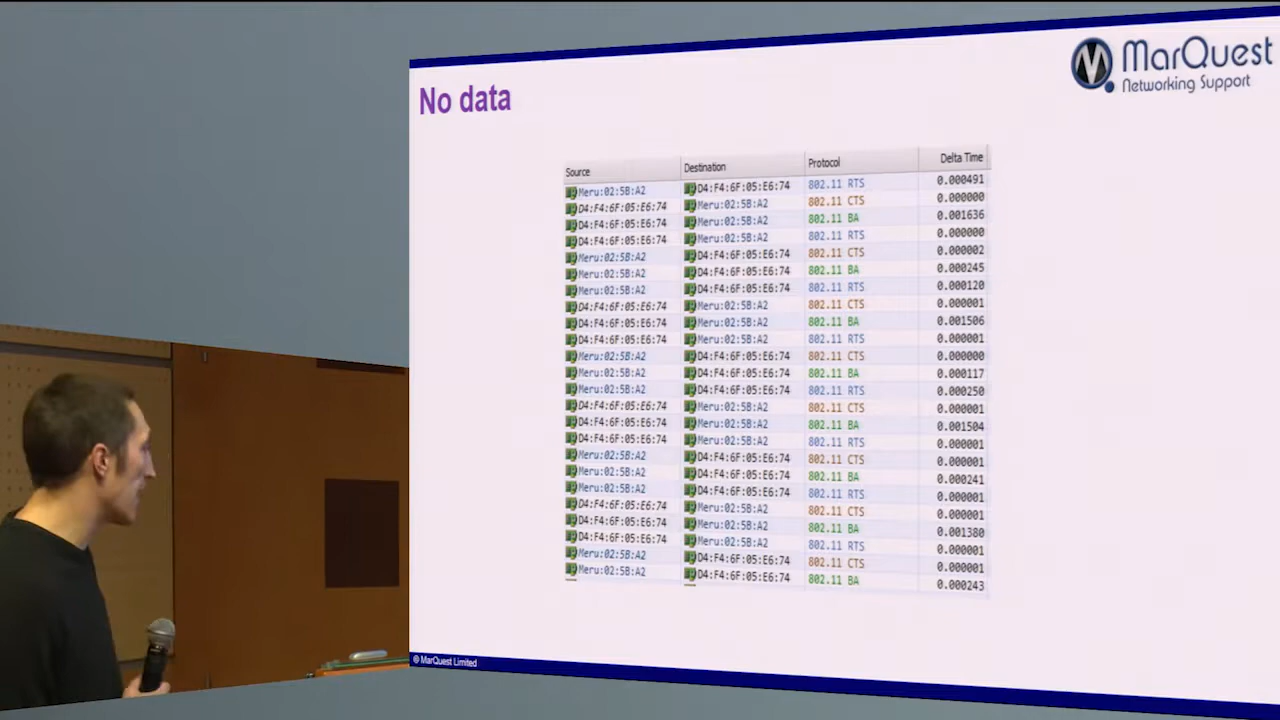 MarQuest
Networking Support
No data
Source Destination Protocol Delta Time
Meru:02:5B:A2 D4:F4:6F:05:E6:74 802.11 RTS 0.000491
D4:F4:6F:05:E6:74 Meru:02:5B:A2 802.11 CTS 0.000000
D4:F4:6F:05:E6:74 Meru:02:5B:A2 802.11 BA 0.001636
D4:F4:6F:05:E6:74 Meru:02:5B:A2 802.11 RTS 0.000000
Meru:02:5B:A2 D4:F4:6F:05:E6:74 802.11 CTS 0.000002
Meru:02:5B:A2 D4:F4:6F:05:E6:74 802.11 BA 0.000245
Meru:02:5B:A2 D4:F4:6F:05:E6:74 802.11 RTS 0.000120
D4:F4:6F:05:E6:74 Meru:02:5B:A2 802.11 CTS 0.000001
D4:F4:6F:05:E6:74 Meru:02:5B:A2 802.11 BA 0.001506
D4:F4:6F:05:E6:74 Meru:02:5B:A2 802.11 RTS 0.000001
Meru:02:5B:A2 D4:F4:6F:05:E6:74 802.11 CTS 0.000000
Meru:02:5B:A2 D4:F4:6F:05:E6:74 802.11 BA 0.000117
Meru:02:5B:A2 D4:F4:6F:05:E6:74 802.11 RTS 0.000250
D4:F4:6F:05:E6:74 Meru:02:5B:A2 802.11 CTS 0.000001
D4:F4:6F:05:E6:74 Meru:02:5B:A2 802.11 BA 0.001504
D4:F4:6F:05:E6:74 Meru:02:5B:A2 802.11 RTS 0.000001
Meru:02:5B:A2 D4:F4:6F:05:E6:74 802.11 CTS 0.000001
Meru:02:5B:A2 D4:F4:6F:05:E6:74 802.11 BA 0.000241
Meru:02:5B:A2 D4:F4:6F:05:E6:74 802.11 RTS 0.000001
D4:F4:6F:05:E6:74 Meru:02:5B:A2 802.11 CTS 0.000001
D4:F4:6F:05:E6:74 Meru:02:5B:A2 802.11 BA 0.001380
D4:F4:6F:05:E6:74 Meru:02:5B:A2 802.11 RTS 0.000001
Meru:02:5B:A2 D4:F4:6F:05:E6:74 802.11 CTS 0.000001
Meru:02:5B:A2 D4:F4:6F:05:E6:74 802.11 BA 0.000243
© MarQuest Limited